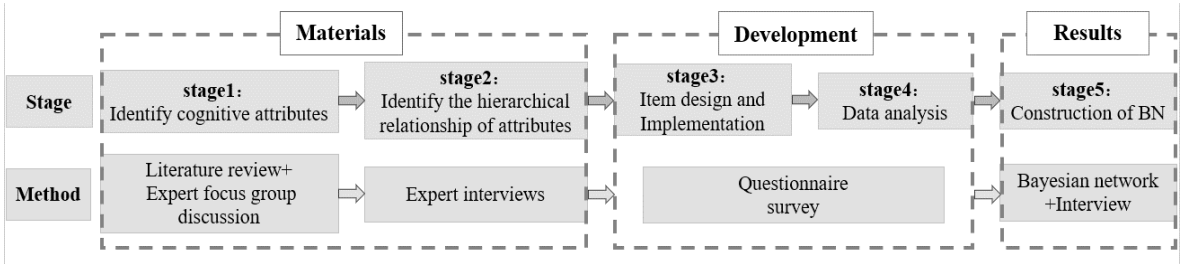 Materials
Development
Results
Stage
stage1：
Identify cognitive attributes
stage2：
Identify the hierarchical
relationship of attributes
stage3：
Item design and
Implementation
stage4：
Data analysis
stage5：
Construction of BN
Method
Literature review+
Expert focus group
discussion
Expert interviews
Questionnaire
survey
Bayesian network
+Interview